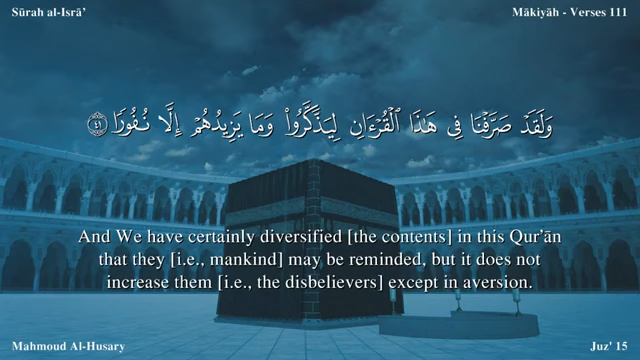 Sūrah al-Isrā’
Mākiyāh - Verses 111
وَلَقَدْ صَرَّفْنَا فِى هَٰذَا ٱلْقُرْءَانِ لِيَذَّكَّرُوا۟ وَمَا يَزِيدُهُمْ إِلَّا نُفُورًا ٤١
And We have certainly diversified [the contents] in this Qur’ān
that they [i.e., mankind] may be reminded, but it does not
increase them [i.e., the disbelievers] except in aversion.
Mahmoud Al-Husary
Juz' 15